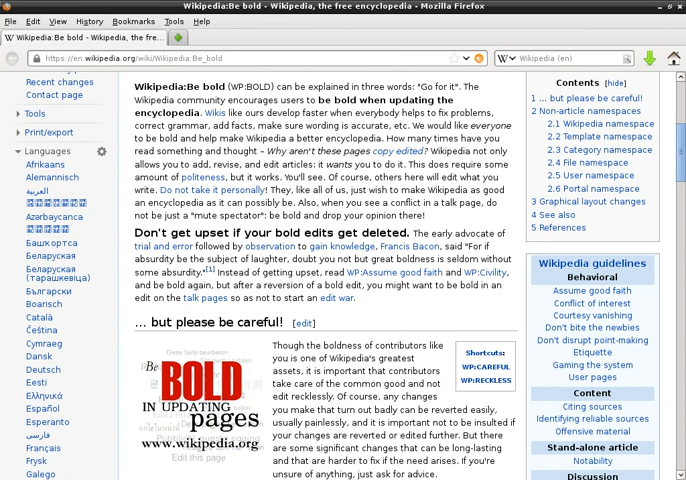 Wikipedia:Be bold - Wikipedia, the free encyclopedia - Mozilla Firefox
File Edit View History Bookmarks Tools Help
Wikipedia:Be bold - Wikipedia, the fre...
https://en.wikipedia.org/wiki/Wikipedia:Be_bold
Wikipedia (en)
Recent changes
Contact page
Tools
Print/export
Languages
Afrikaans
Alemannisch
العربية
Azərbaycanca
Башҡортса
Беларуская
Беларуская
(тарашкевіца)
Български
Boarisch
Català
Čeština
Cymraeg
Dansk
Deutsch
Eesti
Ελληνικά
Español
Esperanto
فارسی
Français
Frysk
Galego
Wikipedia:Be bold (WP:BOLD) can be explained in three words: "Go for it". The
Wikipedia community encourages users to be bold when updating the
encyclopedia. Wikis like ours develop faster when everybody helps to fix problems,
correct grammar, add facts, make sure wording is accurate, etc. We would like everyone
to be bold and help make Wikipedia a better encyclopedia. How many times have you
read something and thought – Why aren't these pages copy edited? Wikipedia not only
allows you to add, revise, and edit articles: it wants you to do it. This does require some
amount of politeness, but it works. You'll see. Of course, others here will edit what you
write. Do not take it personally! They, like all of us, just wish to make Wikipedia as good
an encyclopedia as it can possibly be. Also, when you see a conflict in a talk page, do
not be just a "mute spectator": be bold and drop your opinion there!
Don't get upset if your bold edits get deleted. The early advocate of
trial and error followed by observation to gain knowledge, Francis Bacon, said "For if
absurdity be the subject of laughter, doubt you not but great boldness is seldom without
some absurdity."[1] Instead of getting upset, read WP:Assume good faith and WP:Civility,
and be bold again, but after a reversion of a bold edit, you might want to be bold in an
edit on the talk pages so as not to start an edit war.
... but please be careful! [edit]
Diese Seite bearbeiten
Be BOLD
IN UPDATING
pages
www.wikipedia.org
Edit this page
Though the boldness of contributors like
you is one of Wikipedia's greatest
assets, it is important that contributors
take care of the common good and not
edit recklessly. Of course, any changes
you make that turn out badly can be reverted easily,
usually painlessly, and it is important not to be insulted if
your changes are reverted or edited further. But there
are some significant changes that can be long-lasting
and that are harder to fix if the need arises. If you're
unsure of anything, just ask for advice.
Shortcuts:
WP:CAREFUL
WP:RECKLESS
Contents [hide]
1 ... but please be careful!
2 Non-article namespaces
2.1 Wikipedia namespace
2.2 Template namespace
2.3 Category namespace
2.4 File namespace
2.5 User namespace
2.6 Portal namespace
3 Graphical layout changes
4 See also
5 References
Wikipedia guidelines
Behavioral
Assume good faith
Conflict of interest
Courtesy vanishing
Don't bite the newbies
Don't disrupt point-making
Etiquette
Gaming the system
User pages
Content
Citing sources
Identifying reliable sources
Offensive material
Stand–alone article
Notability
Discussion